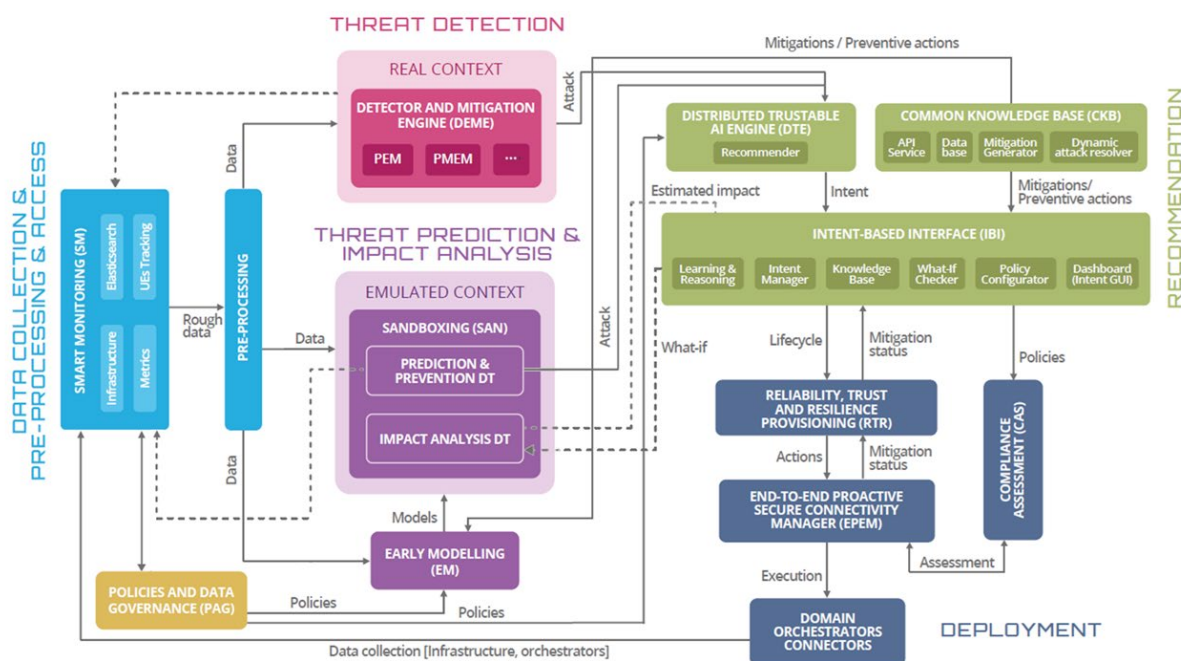 THREAT DETECTION
REAL CONTEXT
DETECTOR AND MITIGATION
ENGINE (DEME)
PEM
PMEM
...
Attack
Mitigations / Preventive actions
DISTRIBUTED TRUSTABLE
AI ENGINE (DTE)
Recommender
COMMON KNOWLEDGE BASE (CKB)
API
Service
Data
base
Mitigation
Generator
Dynamic
attack resolver
RECOMMENDATION
DATA COLLECTION &
PRE-PROCESSING & ACCESS
SMART MONITORING (SM)
Elasticsearch
UEs Tracking
Infrastructure
Metrics
Rough
data
PRE-PROCESSING
Data
Data
Data
Estimated impact
Intent
Mitigations/
Preventive actions
INTENT-BASED INTERFACE (IBI)
Learning &
Reasoning
Intent
Manager
Knowledge
Base
What-If
Checker
Policy
Configurator
Dashboard
(Intent GUI)
THREAT PREDICTION &
IMPACT ANALYSIS
EMULATED CONTEXT
SANDBOXING (SAN)
PREDICTION &
PREVENTION DT
IMPACT ANALYSIS DT
Attack
What-if
Lifecycle
Mitigation
status
Policies
RELIABILITY, TRUST
AND RESILIENCE
PROVISIONING (RTR)
COMPLIANCE
ASSESSMENT (CAS)
Actions
Mitigation
status
END-TO-END PROACTIVE
SECURE CONNECTIVITY
MANAGER (EPEM)
Models
EARLY MODELLING
(EM)
Assessment
Execution
POLICIES AND DATA
GOVERNANCE (PAG)
Policies
Policies
DOMAIN
ORCHESTRATORS
CONNECTORS
DEPLOYMENT
Data collection [Infrastructure, orchestrators]